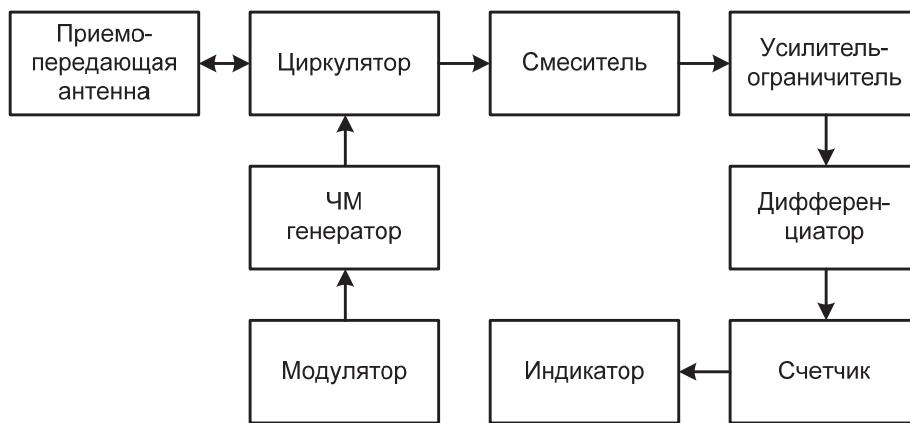 Приемо-
передающая
антенна
Циркулятор
Смеситель
Усилитель-
ограничитель
ЧМ
генератор
Дифферен-
циатор
Модулятор
Индикатор
Счетчик